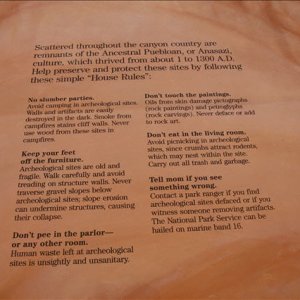 Scattered throughout the canyon country are
remnants of the Ancestral Puebloan, or Anasazi,
culture, which thrived from about 1 to 1300 A.D.
Help preserve and protect these sites by following
these simple "House Rules":
No slumber parties.
Avoid camping in archeological sites.
Walls and artifacts are easily
destroyed in the dark. Smoke from
campfires stains cliff walls. Never
use wood from these sites in
campfires.
Keep your feet
off the furniture.
Archeological sites are old and
fragile. Walk carefully and avoid
treading on structure walls. Never
traverse gravel slopes below
archeological sites; slope erosion
can undermine structures, causing
their collapse.
Don't pee in the parlor—
or any other room.
Human waste left at archeological
sites is unsightly and unsanitary.
Don't touch the paintings.
Oils from skin damage pictographs
(rock paintings) and petroglyphs
(rock carvings). Never deface or add
to rock art.
Don't eat in the living room.
Avoid picnicking in archeological
sites, since crumbs attract rodents,
which may nest within the site.
Carry out all trash and garbage.
Tell mom if you see
something wrong.
Contact a park ranger if you find
archeological sites defaced or if you
witness someone removing artifacts.
The National Park Service can be
hailed on marine band 16.